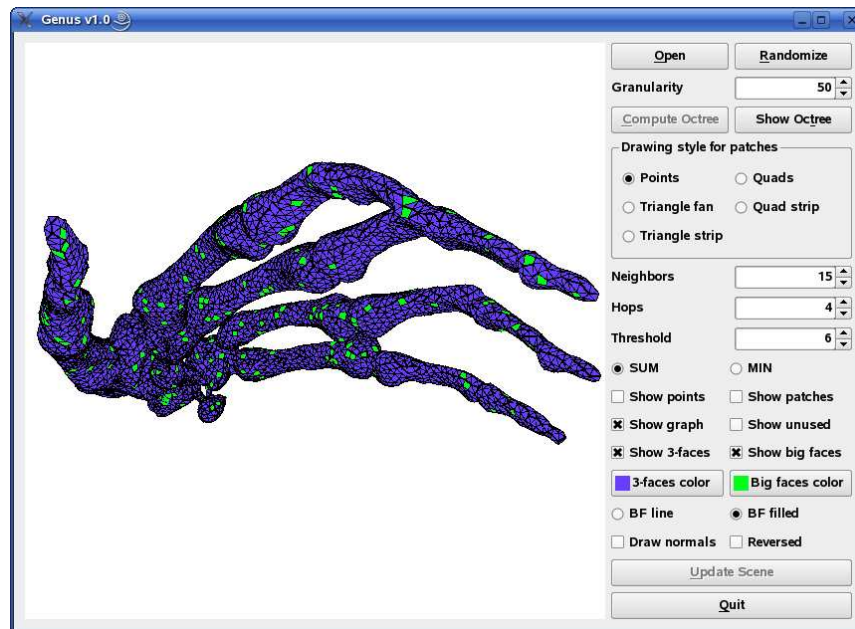 Genus v1.0
Open Randomize
Granularity 50
Compute Octree Show Octree
Drawing style for patches
Points Quads
Triangle fan Quad strip
Triangle strip
Neighbors 15
Hops 4
Threshold 6
SUM MIN
Show points Show patches
Show graph Show unused
Show 3-faces Show big faces
3-faces color Big faces color
BF line BF filled
Draw normals Reversed
Update Scene
Quit